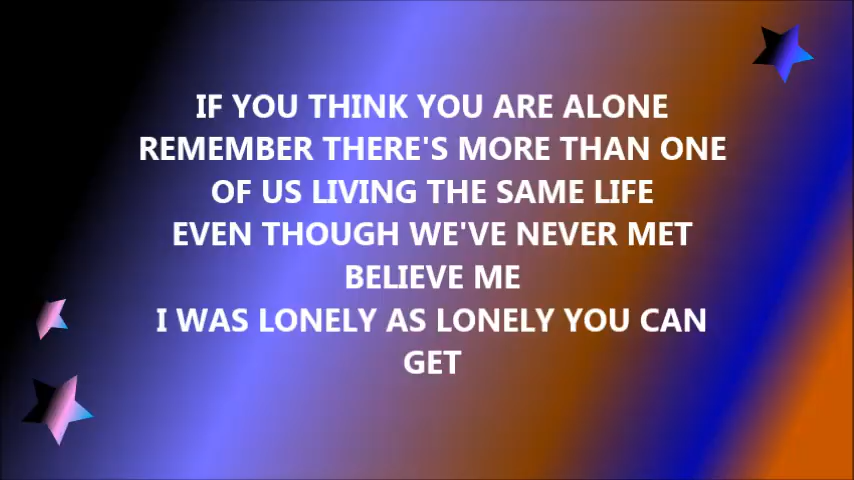 IF YOU THINK YOU ARE ALONE
REMEMBER THERE'S MORE THAN ONE
OF US LIVING THE SAME LIFE
EVEN THOUGH WE'VE NEVER MET
BELIEVE ME
I WAS LONELY AS LONELY YOU CAN
GET